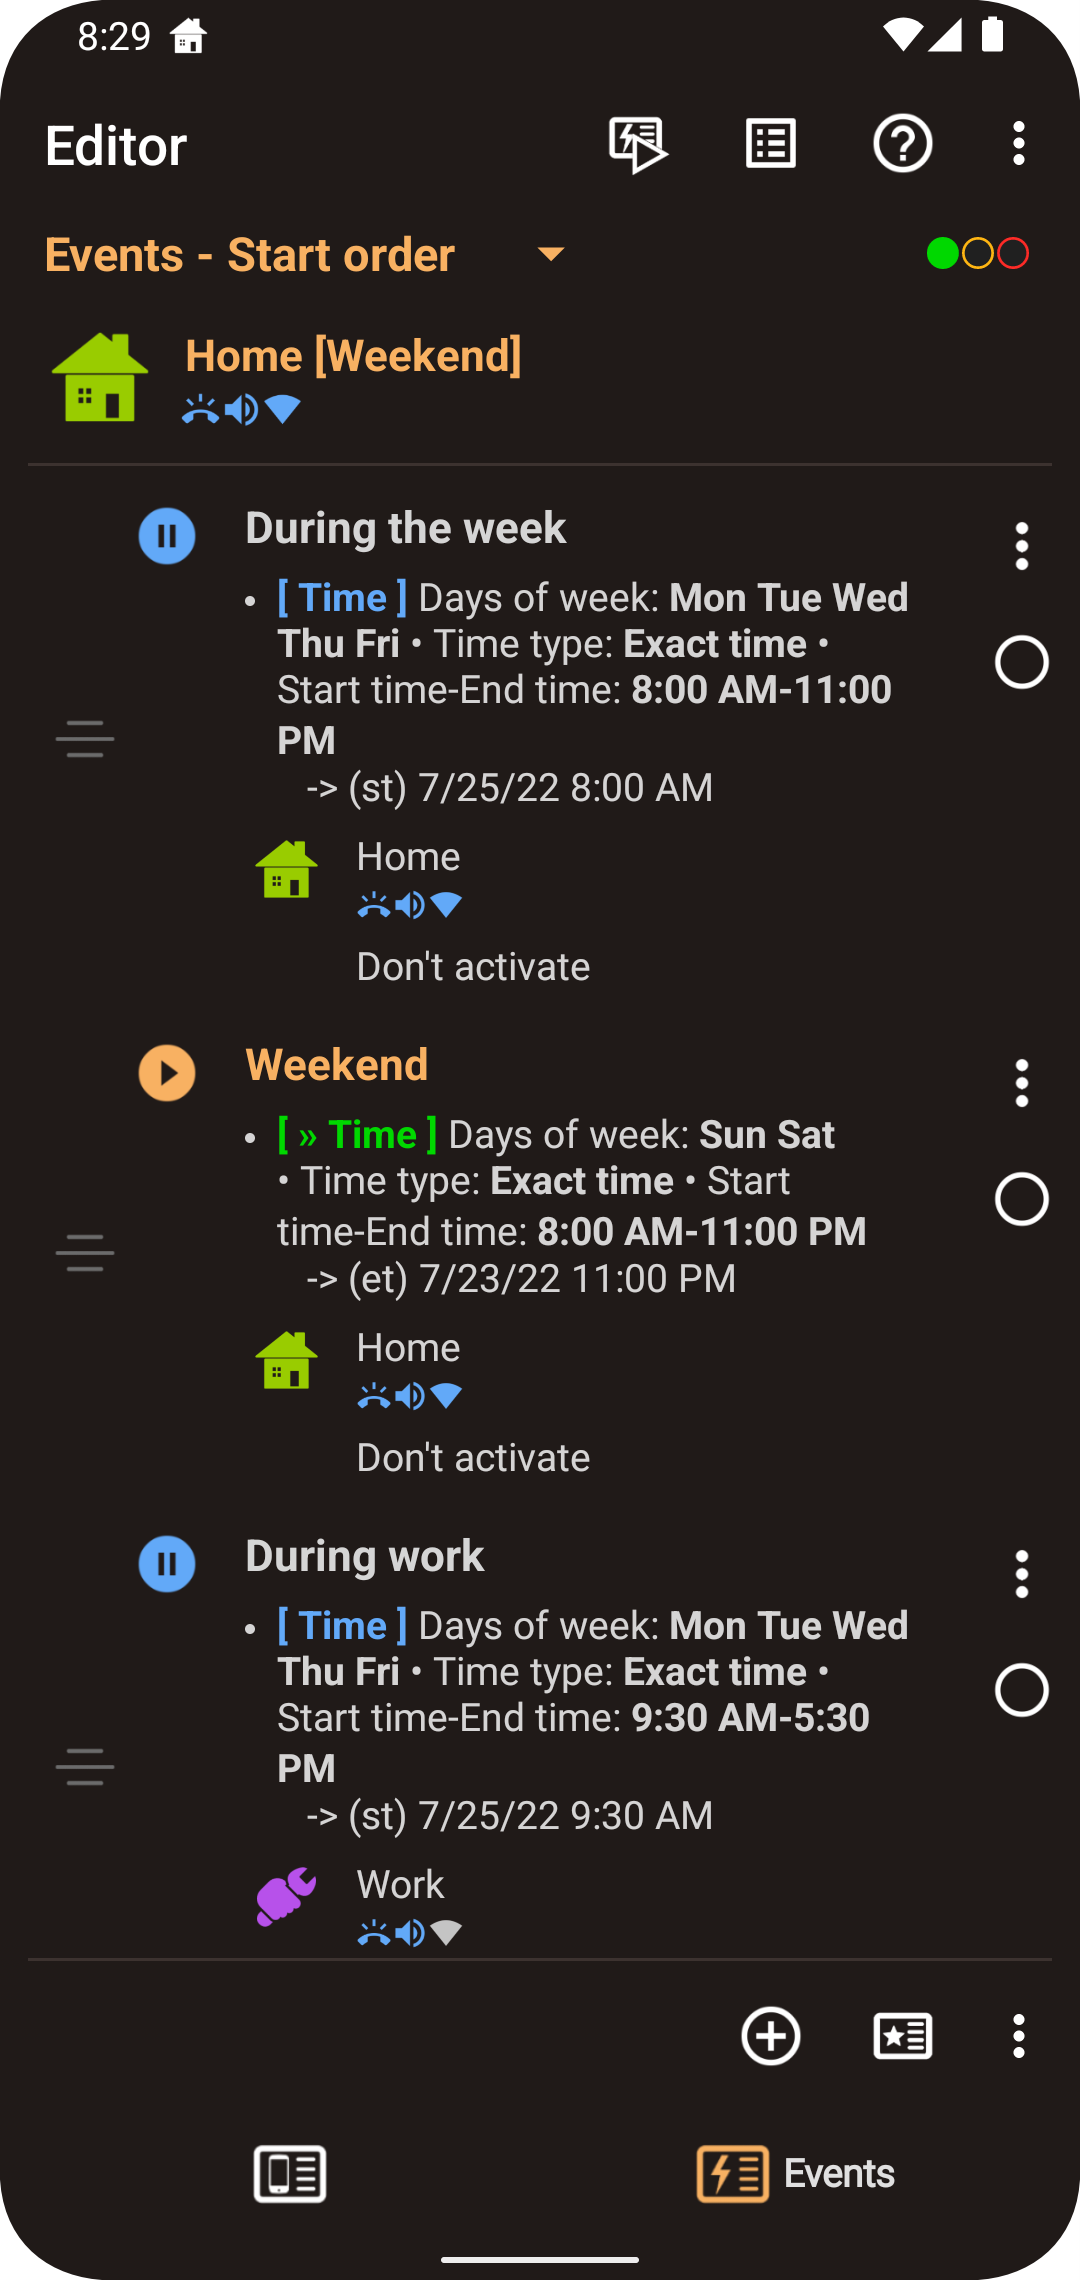 8:29
Editor
Events - Start order
Home [Weekend]
During the week
• [ Time ] Days of week: Mon Tue Wed
Thu Fri • Time type: Exact time •
Start time-End time: 8:00 AM-11:00
PM
-> (st) 7/25/22 8:00 AM
Home
Don't activate
Weekend
• [ » Time ] Days of week: Sun Sat
• Time type: Exact time • Start
time-End time: 8:00 AM-11:00 PM
-> (et) 7/23/22 11:00 PM
Home
Don't activate
During work
• [ Time ] Days of week: Mon Tue Wed
Thu Fri • Time type: Exact time •
Start time-End time: 9:30 AM-5:30
PM
-> (st) 7/25/22 9:30 AM
Work
Events